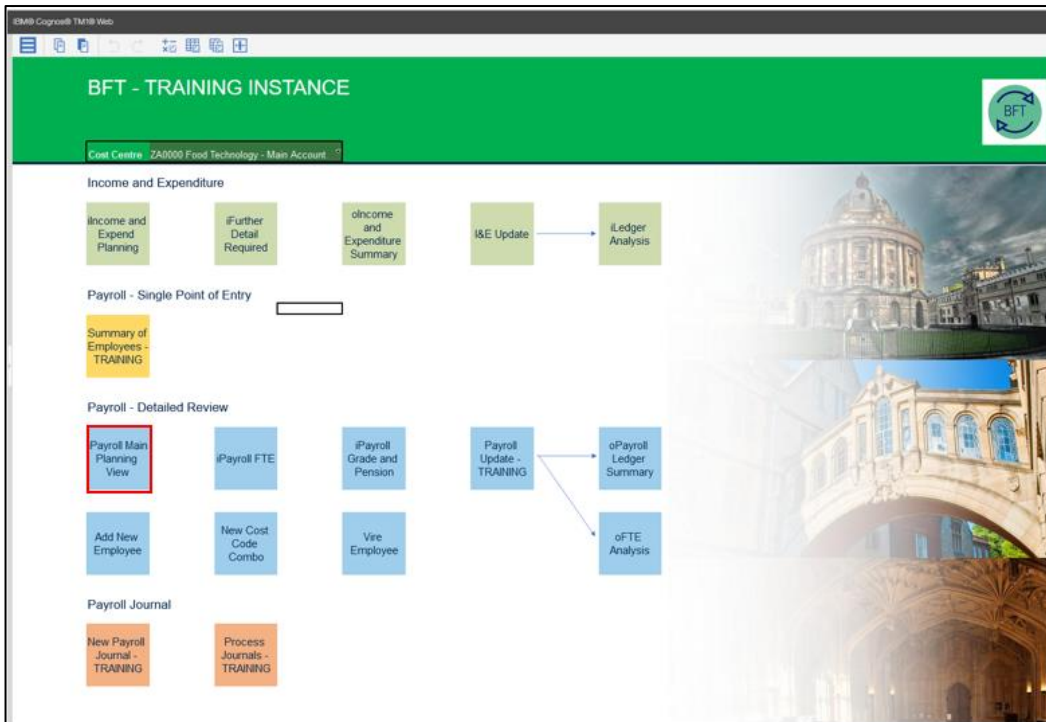 IBM® Cognos® TM1® Web
BFT - TRAINING INSTANCE
BFT
Cost Centre ZA0000 Food Technology - Main Account
Income and Expenditure
iIncome and
Expend
Planning
iFurther
Detail
Required
oIncome
and
Expenditure
Summary
I&E Update
iLedger
Analysis
Payroll - Single Point of Entry
Summary of
Employees -
TRAINING
Payroll - Detailed Review
iPayroll Main
Planning
View
iPayroll FTE
iPayroll
Grade and
Pension
Payroll
Update -
TRAINING
oPayroll
Ledger
Summary
Add New
Employee
New Cost
Code
Combo
Vire
Employee
oFTE
Analysis
Payroll Journal
New Payroll
Journal -
TRAINING
Process
Journals -
TRAINING